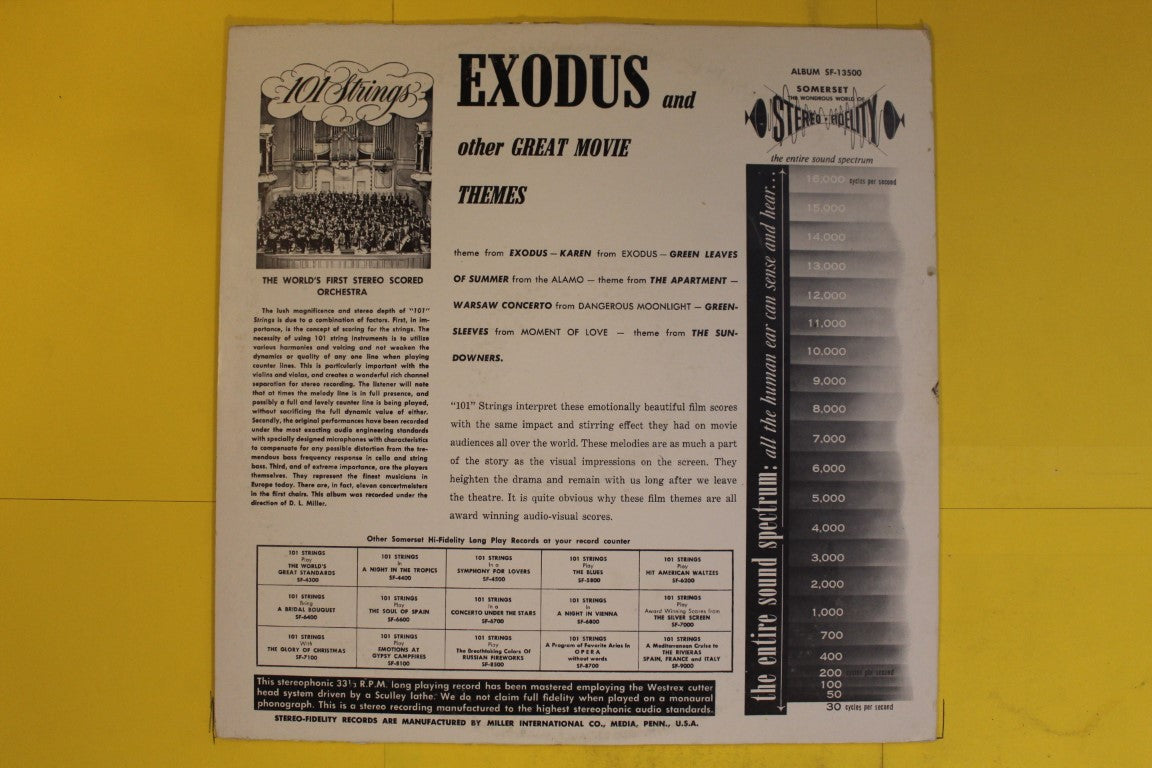 101 Strings
THE WORLD'S FIRST STEREO SCORED
ORCHESTRA
The lush magnificence and stereo depth of "101"
Strings is due to a combination of factors. First, in im-
portance, is the concept of scoring for the strings. The
necessity of using 101 string instruments is to utilize
various harmonies and voicing and not weaken the
dynamics or quality of any one line when playing
counter lines. This is particularly important with the
violins and violas, and creates a wonderful rich channel
separation for stereo recording. The listener will note
that at times the melody line is in full presence, and
possibly a full and lovely counter line is being played,
without sacrificing the full dynamic value of either.
Secondly, the original performances have been recorded
under the most exacting audio engineering standards
with specially designed microphones with characteristics
to compensate for any possible distortion from the tre-
mendous bass frequency response in cello and string
bass. Third, and of extreme importance, are the players
themselves. They represent the finest musicians in
Europe today. There are, in fact, eleven concertmeisters
in the first chairs. This album was recorded under the
direction of D. L. Miller.
EXODUS and
other GREAT MOVIE
THEMES
theme from EXODUS — KAREN from EXODUS — GREEN LEAVES
OF SUMMER from the ALAMO — theme from THE APARTMENT —
WARSAW CONCERTO from DANGEROUS MOONLIGHT — GREEN-
SLEEVES from MOMENT OF LOVE — theme from THE SUN-
DOWNERS.
"101" Strings interpret these emotionally beautiful film scores
with the same impact and stirring effect they had on movie
audiences all over the world. These melodies are as much a part
of the story as the visual impressions on the screen. They
heighten the drama and remain with us long after we leave
the theatre. It is quite obvious why these film themes are all
award winning audio-visual scores.
ALBUM SF-13500
SOMERSET
THE WONDROUS WORLD OF
STEREO-FIDELITY
the entire sound spectrum
the entire sound spectrum: all the human ear can sense and hear...
16,000 cycles per second
15,000
14,000
13,000
12,000
11,000
10,000
9,000
8,000
7,000
6,000
5,000
4,000
3,000
2,000
1,000
700
400
200 cycles per second
100
50
30 cycles per second
Other Somerset Hi-Fidelity Long Play Records at your record counter
101 STRINGS
Play
THE WORLD'S
GREAT STANDARDS
SF-4300
101 STRINGS
In
A NIGHT IN THE TROPICS
SF-4400
101 STRINGS
In a
SYMPHONY FOR LOVERS
SF-4500
101 STRINGS
Play
THE BLUES
SF-5800
101 STRINGS
Play
HIT AMERICAN WALTZES
SF-6200
101 STRINGS
Bring
A BRIDAL BOUQUET
SF-6400
101 STRINGS
Play
THE SOUL OF SPAIN
SF-6600
101 STRINGS
In a
CONCERTO UNDER THE STARS
SF-6700
101 STRINGS
In
A NIGHT IN VIENNA
SF-6800
101 STRINGS
Play
Award Winning Scores from
THE SILVER SCREEN
SF-7000
101 STRINGS
With
THE GLORY OF CHRISTMAS
SF-7100
101 STRINGS
Play
EMOTIONS AT
GYPSY CAMPFIRES
SF-8100
101 STRINGS
Play
The Breathtaking Colors Of
RUSSIAN FIREWORKS
SF-8500
101 STRINGS
A Program of Favorite Arias In
OPERA
without words
SF-8700
101 STRINGS
A Mediterranean Cruise to
THE RIVIERAS
SPAIN, FRANCE and ITALY
SF-9000
This stereophonic 33 1/3 R.P.M. long playing record has been mastered employing the Westrex cutter
head system driven by a Sculley lathe. We do not claim full fidelity when played on a monaural
phonograph. This is a stereo recording manufactured to the highest stereophonic audio standards.
STEREO-FIDELITY RECORDS ARE MANUFACTURED BY MILLER INTERNATIONAL CO., MEDIA, PENN., U.S.A.